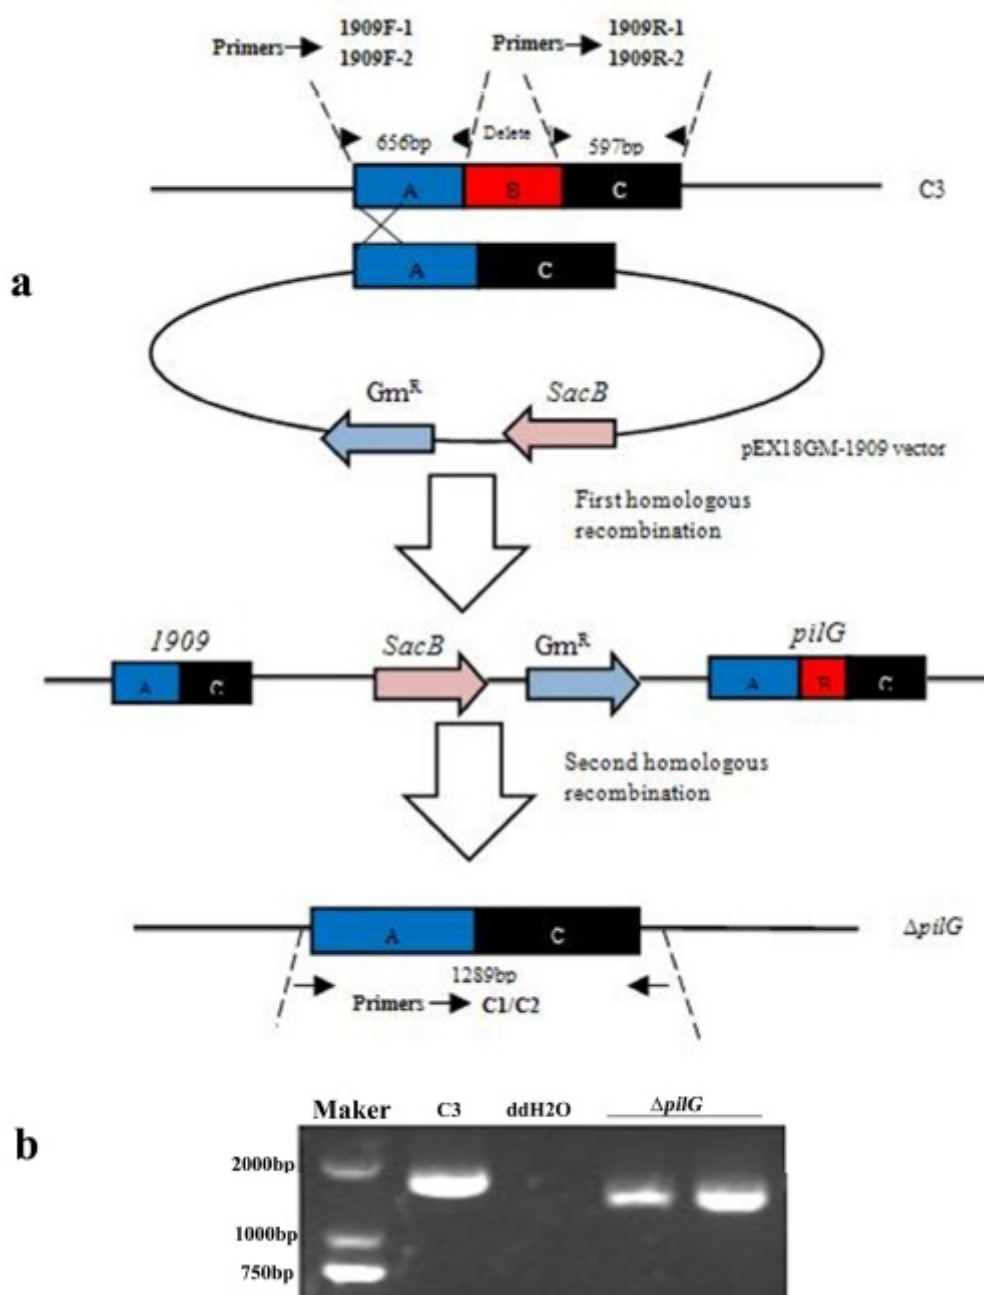 1909F-1
Primers
1909F-2
1909R-1
Primers
1909R-2
656bp
Delete
597bp
A
B
C
C3
a
A
C
Gm^R
SacB
pEX18GM-1909 vector
First homologous
recombination
1909
SacB
Gm^R
pilG
A
C
A
B
C
Second homologous
recombination
A
C
ΔpilG
1289bp
Primers
C1/C2
b
Maker
C3
ddH2O
ΔpilG
2000bp
1000bp
750bp